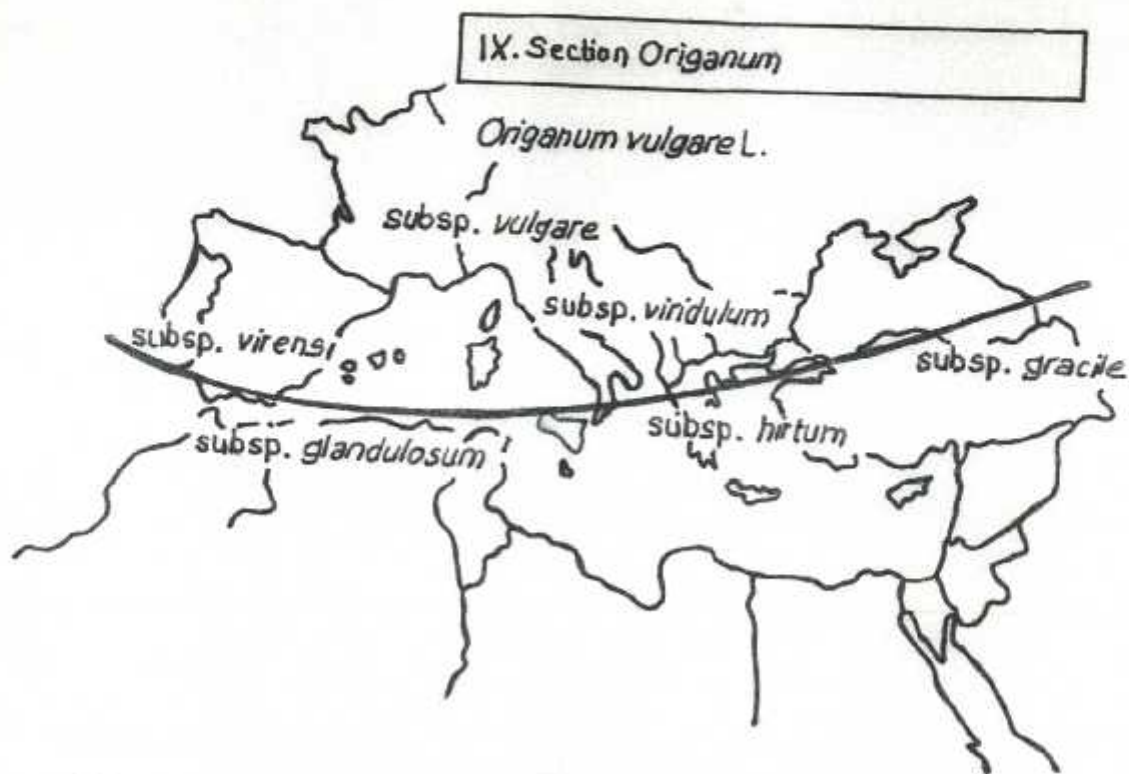 IX. Section Origanum
Origanum vulgare L.
subsp. vulgare
subsp. viridulum
subsp. virens
subsp. gracile
subsp. hirtum
subsp. glandulosum